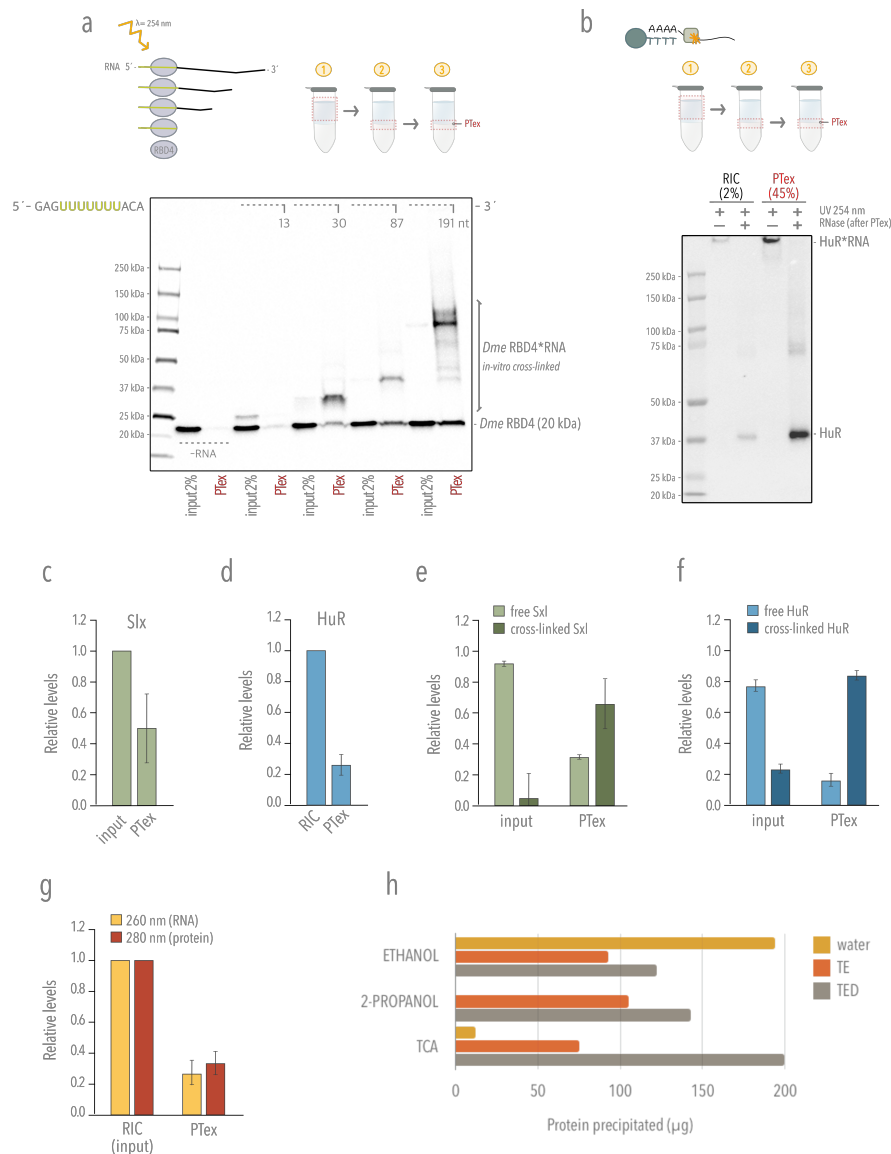 a
λ= 254 nm
RNA 5´-
- 3´
RBD4
1 2 3
PTex
5´- GAGUUUUUUUACA
- 3´
13 30 87 191 nt
250 kDa
150 kDa
100 kDa
75 kDa
50 kDa
37 kDa
25 kDa
20 kDa
Dme RBD4*RNA
in-vitro cross-linked
Dme RBD4 (20 kDa)
-RNA
input2% PTex input2% PTex input2% PTex input2% PTex input2% PTex
b
AAAA
TTTT
1 2 3
PTex
RIC PTex
(2%) (45%)
+ + + + UV 254 nm
– + – + RNase (after PTex)
HuR*RNA
250 kDa
150 kDa
100 kDa
75 kDa
50 kDa
37 kDa
25 kDa
20 kDa
HuR
c
Slx
Relative levels
1.2
1.0
0.8
0.6
0.4
0.2
0.0
input PTex
d
HuR
Relative levels
1.2
1.0
0.8
0.6
0.4
0.2
0.0
RIC PTex
e
free Sxl
cross-linked Sxl
Relative levels
1.2
1.0
0.8
0.6
0.4
0.2
0.0
input PTex
f
free HuR
cross-linked HuR
Relative levels
1.2
1.0
0.8
0.6
0.4
0.2
0.0
input PTex
g
260 nm (RNA)
280 nm (protein)
Relative levels
1.2
1.0
0.8
0.6
0.4
0.2
0.0
RIC PTex
(input)
h
ETHANOL
2-PROPANOL
TCA
0 50 100 150 200
Protein precipitated (µg)
water
TE
TED